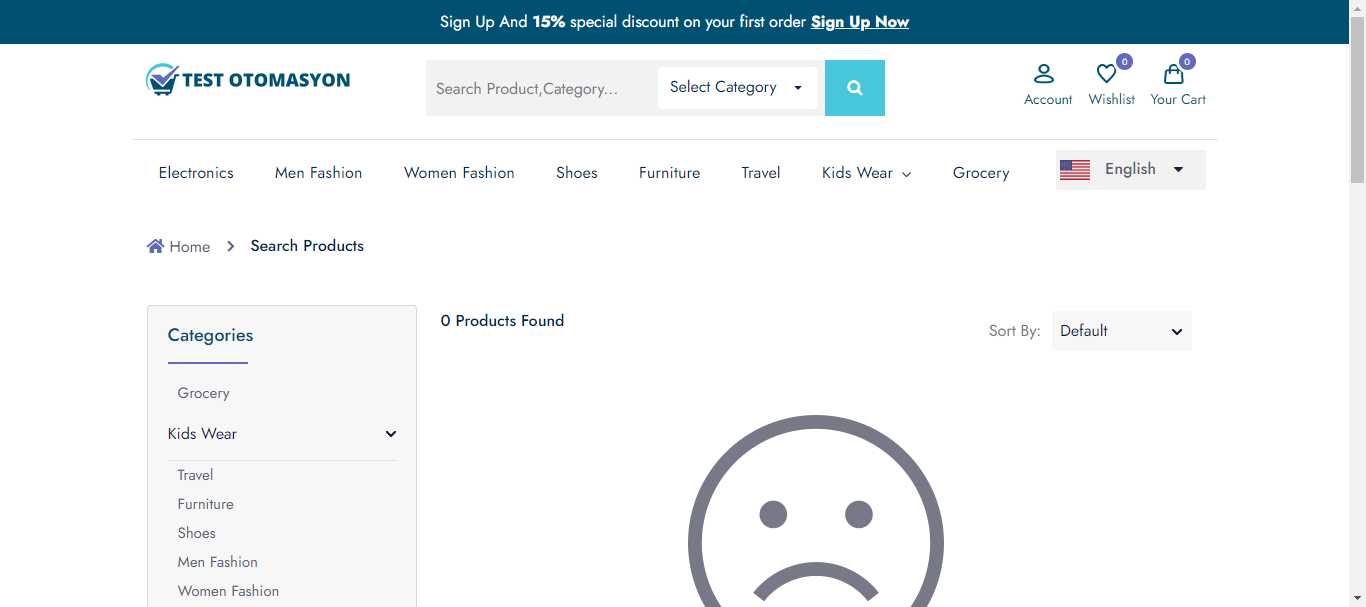 Sign Up And 15% special discount on your first order Sign Up Now
TEST OTOMASYON
Search Product,Category...
Select Category
0
0
Account
Wishlist
Your Cart
Electronics
Men Fashion
Women Fashion
Shoes
Furniture
Travel
Kids Wear
Grocery
English
Home
Search Products
Categories
Grocery
Kids Wear
Travel
Furniture
Shoes
Men Fashion
Women Fashion
0 Products Found
Sort By:
Default